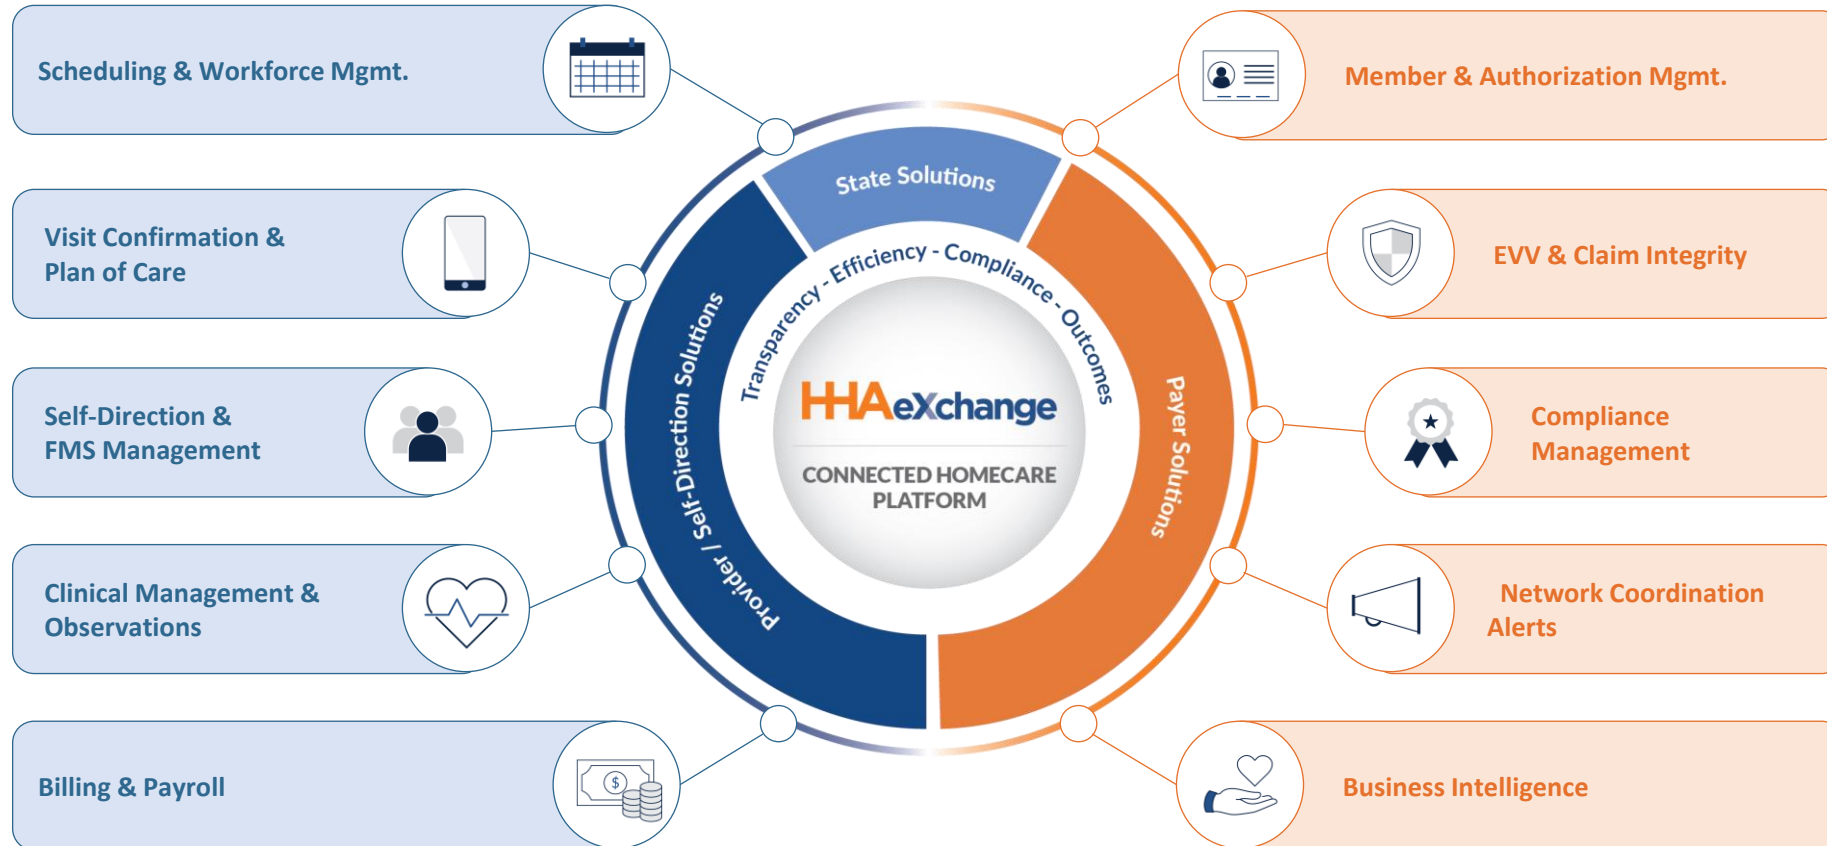 Scheduling & Workforce Mgmt.
Visit Confirmation &
Plan of Care
Self-Direction &
FMS Management
Clinical Management &
Observations
Billing & Payroll
State Solutions
Provider / Self-Direction Solutions
Payer Solutions
Transparency - Efficiency - Compliance - Outcomes
HHAeXchange
CONNECTED HOMECARE
PLATFORM
$
Member & Authorization Mgmt.
EVV & Claim Integrity
Compliance
Management
Network Coordination
Alerts
Business Intelligence